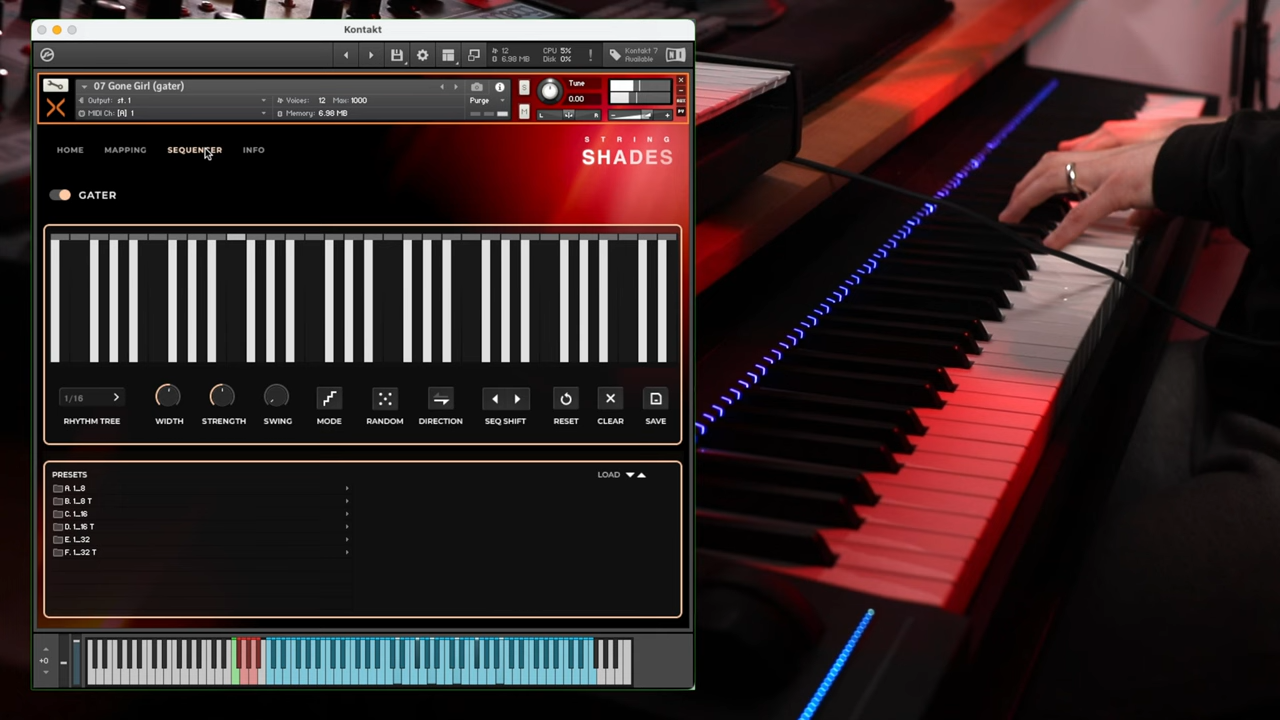 Kontakt
12
6.98 MB
CPU 5%
Disk 0%
!
Kontakt 7
Available
07 Gone Girl (gater)
Output: st.1
Voices: 12 Max: 1000
Purge
MIDI Ch: [A] 1
Memory: 6.98 MB
S
M
Tune
0.00
L R
HOME MAPPING SEQUENCER INFO
STRING
SHADES
GATER
1/16
RHYTHM TREE WIDTH STRENGTH SWING MODE RANDOM DIRECTION SEQ SHIFT RESET CLEAR SAVE
PRESETS LOAD
A. 1_8
B. 1_8 T
C. 1_16
D. 1_16 T
E. 1_32
F. 1_32 T
+0